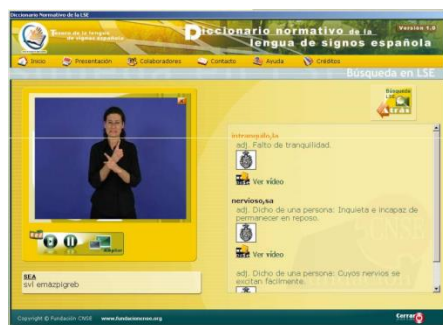 Diccionario Normativo de la LSE
Tesoro de la lengua
de signos española
Diccionario normativo de la
lengua de signos española
Versión 1.0
Inicio
Presentación
Colaboradores
Contacto
Ayuda
Créditos
Búsqueda en LSE
Búsqueda
LSE
Atrás
intranquilo,la
adj. Falto de tranquilidad.
Ver vídeo
nervioso,sa
adj. Dicho de una persona: Inquieta e incapaz de
permanecer en reposo.
Ver vídeo
adj. Dicho de una persona: Cuyos nervios se
excitan fácilmente.
SEA
Copyright © Fundación CNSE
www.fundacioncnse.org
Cerrar